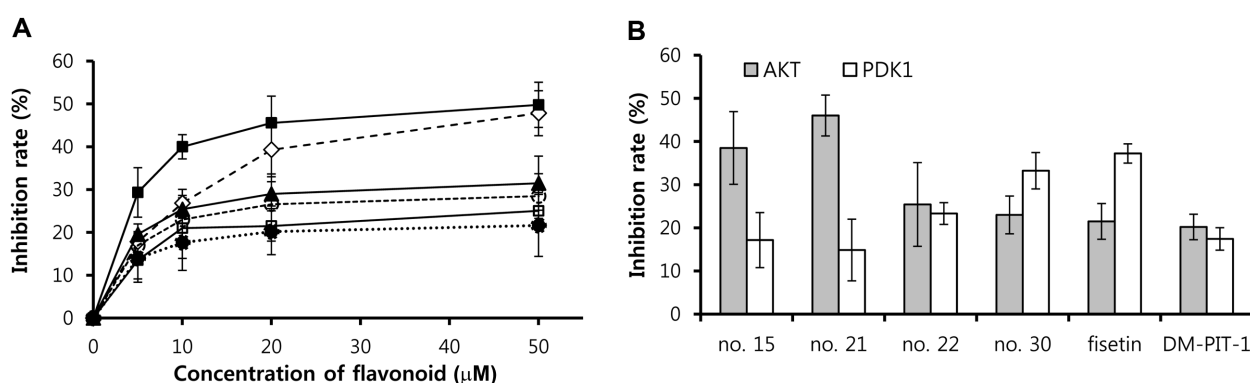 A
Inhibition rate (%)
60
50
40
30
20
10
0
0 10 20 30 40 50
Concentration of flavonoid (μM)
B
Inhibition rate (%)
60
50
40
30
20
10
0
AKT PDK1
no. 15 no. 21 no. 22 no. 30 fisetin DM-PIT-1